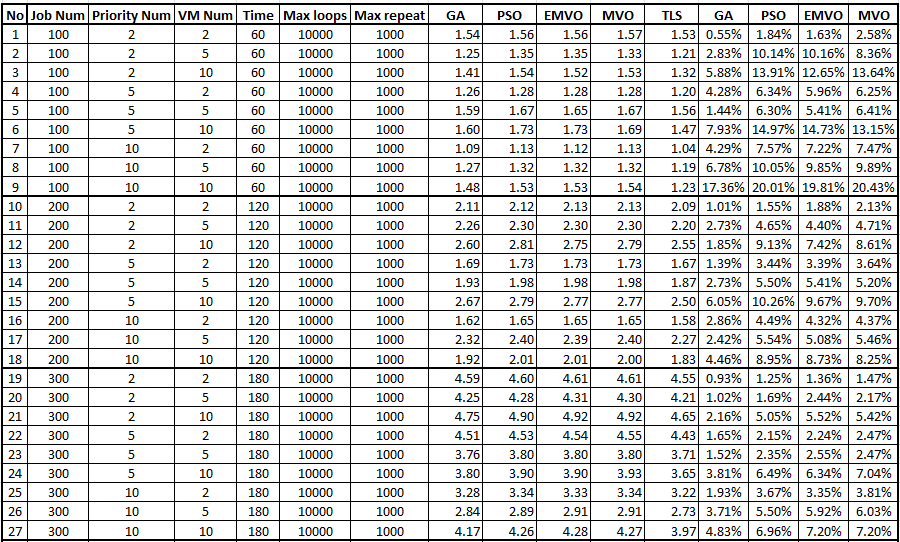 No Job Num Priority Num VM Num Time Max loops Max repeat GA PSO EMVO MVO TLS GA PSO EMVO MVO
1 100 2 2 60 10000 1000 1.54 1.56 1.56 1.57 1.53 0.55% 1.84% 1.63% 2.58%
2 100 2 5 60 10000 1000 1.25 1.35 1.35 1.33 1.21 2.83% 10.14% 10.16% 8.36%
3 100 2 10 60 10000 1000 1.41 1.54 1.52 1.53 1.32 5.88% 13.91% 12.65% 13.64%
4 100 5 2 60 10000 1000 1.26 1.28 1.28 1.28 1.20 4.28% 6.34% 5.96% 6.25%
5 100 5 5 60 10000 1000 1.59 1.67 1.65 1.67 1.56 1.44% 6.30% 5.41% 6.41%
6 100 5 10 60 10000 1000 1.60 1.73 1.73 1.69 1.47 7.93% 14.97% 14.73% 13.15%
7 100 10 2 60 10000 1000 1.09 1.13 1.12 1.13 1.04 4.29% 7.57% 7.22% 7.47%
8 100 10 5 60 10000 1000 1.27 1.32 1.32 1.32 1.19 6.78% 10.05% 9.85% 9.89%
9 100 10 10 60 10000 1000 1.48 1.53 1.53 1.54 1.23 17.36% 20.01% 19.81% 20.43%
10 200 2 2 120 10000 1000 2.11 2.12 2.13 2.13 2.09 1.01% 1.55% 1.88% 2.13%
11 200 2 5 120 10000 1000 2.26 2.30 2.30 2.30 2.20 2.73% 4.65% 4.40% 4.71%
12 200 2 10 120 10000 1000 2.60 2.81 2.75 2.79 2.55 1.85% 9.13% 7.42% 8.61%
13 200 5 2 120 10000 1000 1.69 1.73 1.73 1.73 1.67 1.39% 3.44% 3.39% 3.64%
14 200 5 5 120 10000 1000 1.93 1.98 1.98 1.98 1.87 2.73% 5.50% 5.41% 5.20%
15 200 5 10 120 10000 1000 2.67 2.79 2.77 2.77 2.50 6.05% 10.26% 9.67% 9.70%
16 200 10 2 120 10000 1000 1.62 1.65 1.65 1.65 1.58 2.86% 4.49% 4.32% 4.37%
17 200 10 5 120 10000 1000 2.32 2.40 2.39 2.40 2.27 2.42% 5.54% 5.08% 5.46%
18 200 10 10 120 10000 1000 1.92 2.01 2.01 2.00 1.83 4.46% 8.95% 8.73% 8.25%
19 300 2 2 180 10000 1000 4.59 4.60 4.61 4.61 4.55 0.93% 1.25% 1.36% 1.47%
20 300 2 5 180 10000 1000 4.25 4.28 4.31 4.30 4.21 1.02% 1.69% 2.44% 2.17%
21 300 2 10 180 10000 1000 4.75 4.90 4.92 4.92 4.65 2.16% 5.05% 5.52% 5.42%
22 300 5 2 180 10000 1000 4.51 4.53 4.54 4.55 4.43 1.65% 2.15% 2.24% 2.47%
23 300 5 5 180 10000 1000 3.76 3.80 3.80 3.80 3.71 1.52% 2.35% 2.55% 2.47%
24 300 5 10 180 10000 1000 3.80 3.90 3.90 3.93 3.65 3.81% 6.49% 6.34% 7.04%
25 300 10 2 180 10000 1000 3.28 3.34 3.33 3.34 3.22 1.93% 3.67% 3.35% 3.81%
26 300 10 5 180 10000 1000 2.84 2.89 2.91 2.91 2.73 3.71% 5.50% 5.92% 6.03%
27 300 10 10 180 10000 1000 4.17 4.26 4.28 4.27 3.97 4.83% 6.96% 7.20% 7.20%